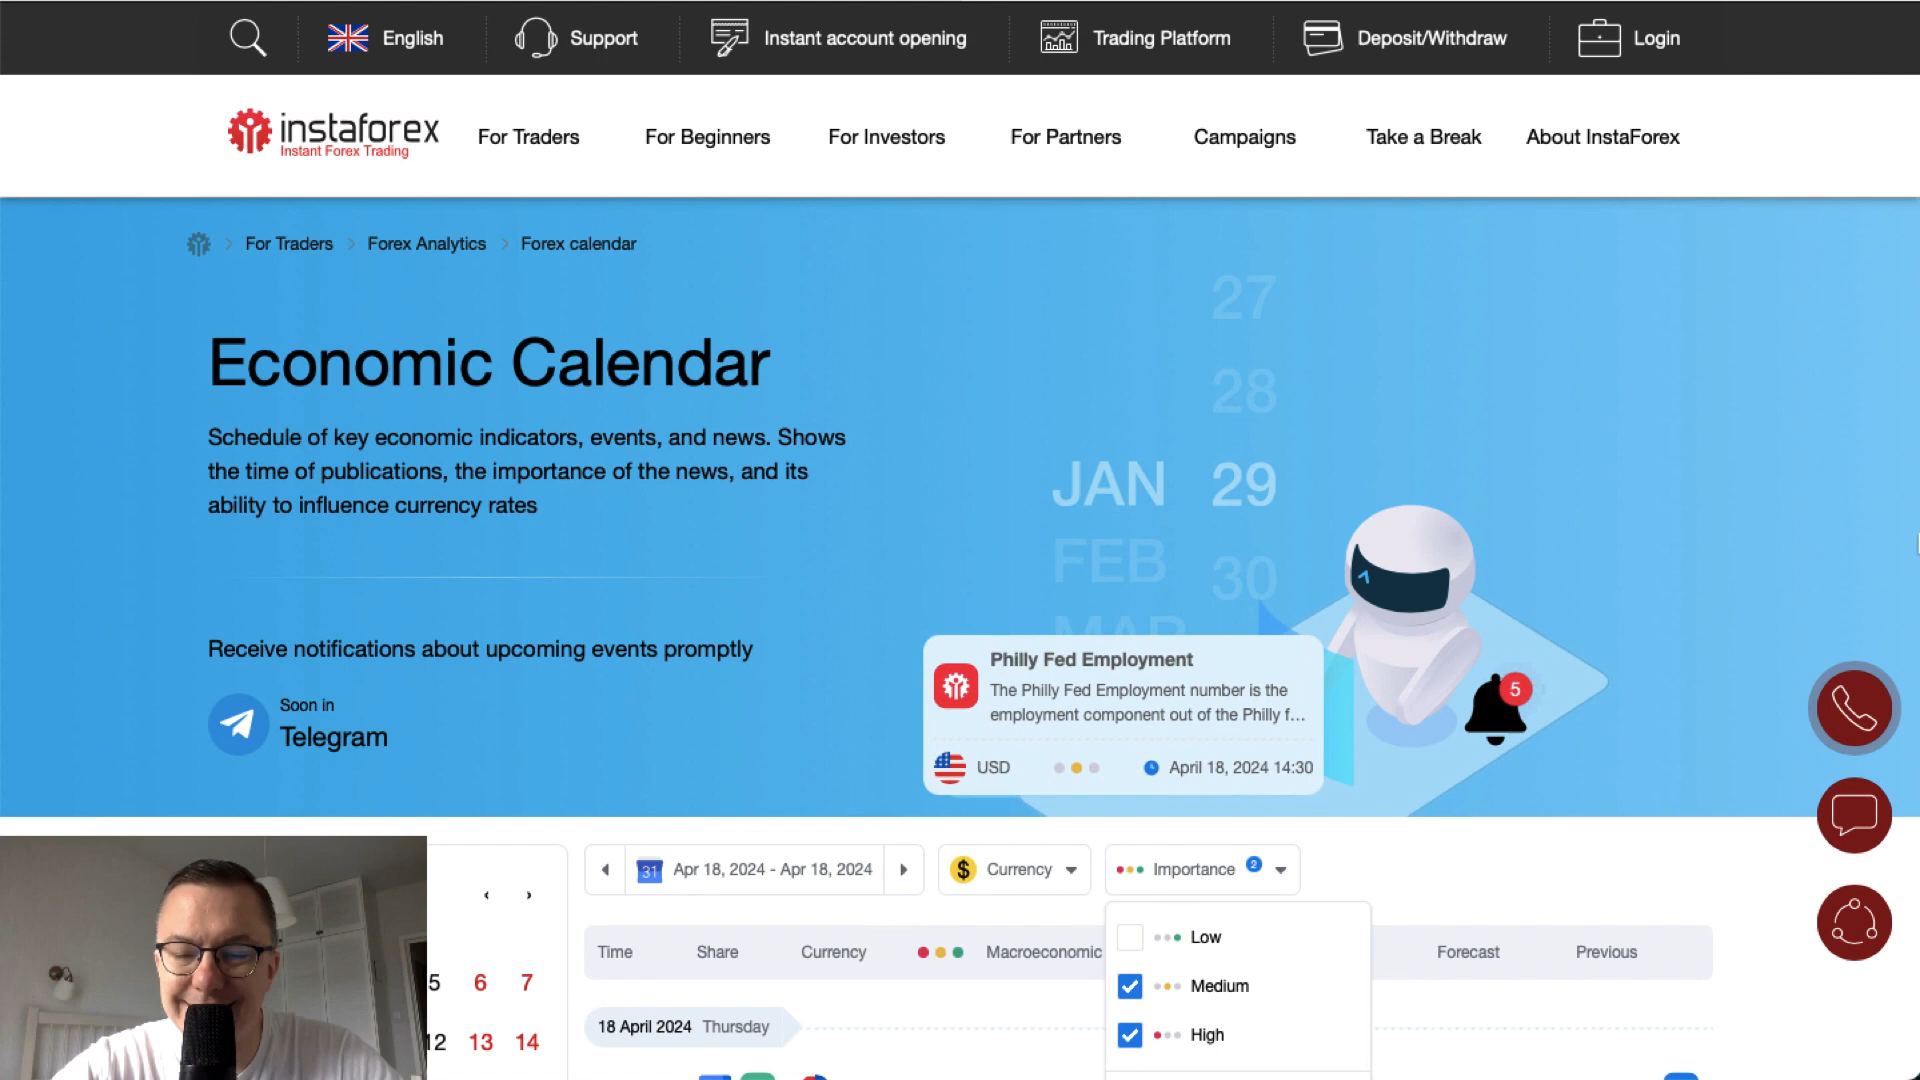 English
Support
Instant account opening
Trading Platform
Deposit/Withdraw
Login
instaforex
Instant Forex Trading
For Traders
For Beginners
For Investors
For Partners
Campaigns
Take a Break
About InstaForex
For Traders
Forex Analytics
Forex calendar
27
28
JAN 29
FEB 30
MAR
Economic Calendar
Schedule of key economic indicators, events, and news. Shows
the time of publications, the importance of the news, and its
ability to influence currency rates
Receive notifications about upcoming events promptly
Soon in
Telegram
Philly Fed Employment
The Philly Fed Employment number is the
employment component out of the Philly f...
USD
April 18, 2024 14:30
5
31
Apr 18, 2024 - Apr 18, 2024
Currency
Importance
2
Low
Medium
High
Time
Share
Currency
Macroeconomic
Forecast
Previous
18 April 2024 Thursday
5 6 7
12 13 14